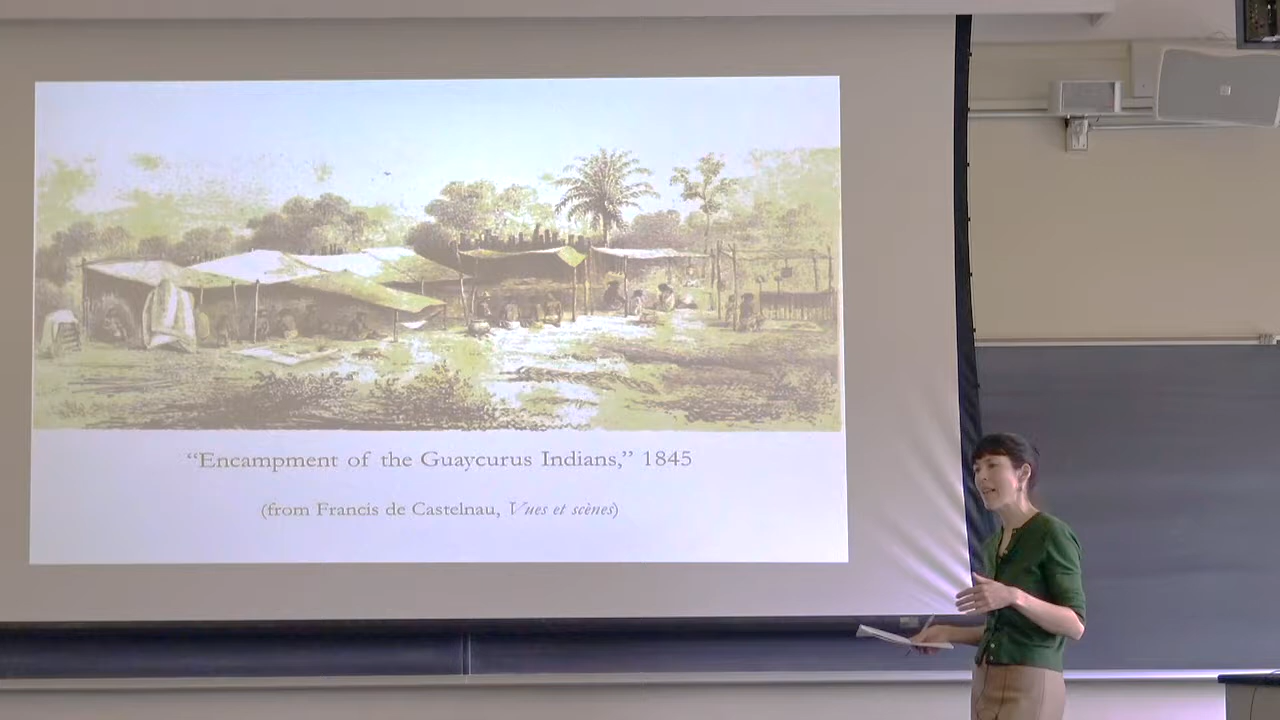 “Encampment of the Guaycurus Indians,” 1845
(from Francis de Castelnau, Vues et scènes)